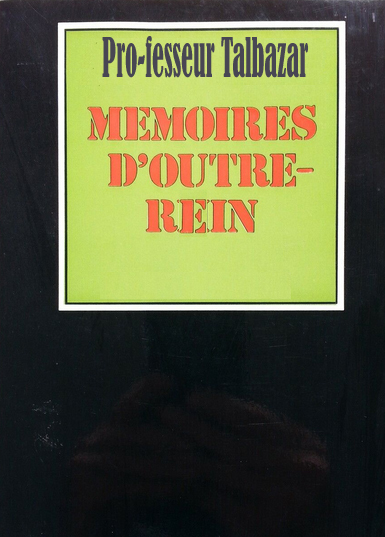 Pro-fesseur Talbazar
MEMOIRES
D'OUTRE-
REIN